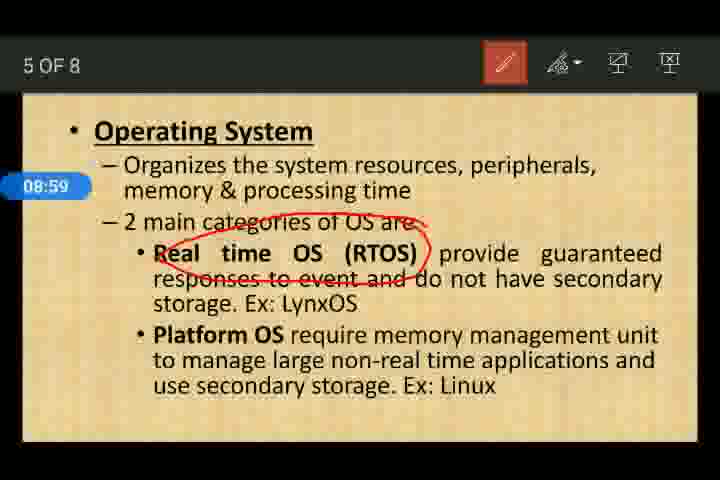 5 OF 8
• Operating System
– Organizes the system resources, peripherals,
08:59
memory & processing time
– 2 main categories of OS are
• Real time OS (RTOS) provide guaranteed
responses to event and do not have secondary
storage. Ex: LynxOS
• Platform OS require memory management unit
to manage large non-real time applications and
use secondary storage. Ex: Linux